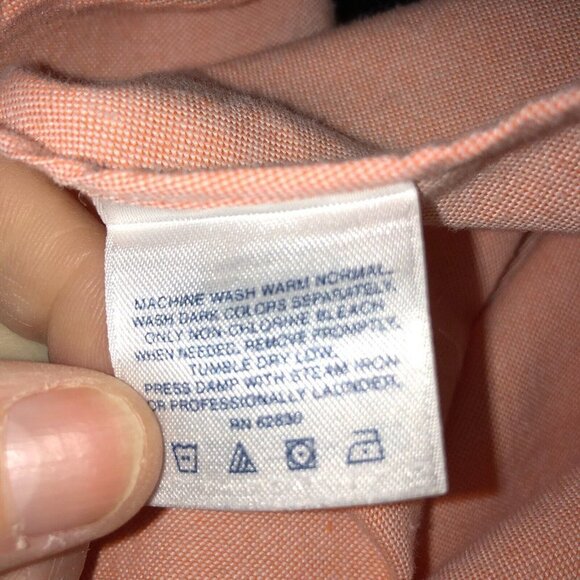 MACHINE WASH WARM NORMAL.
WASH DARK COLORS SEPARATELY.
ONLY NON-CHLORINE BLEACH
WHEN NEEDED. REMOVE PROMPTLY.
TUMBLE DRY LOW.
PRESS DAMP WITH STEAM IRON
OR PROFESSIONALLY LAUNDER.
RN 62830